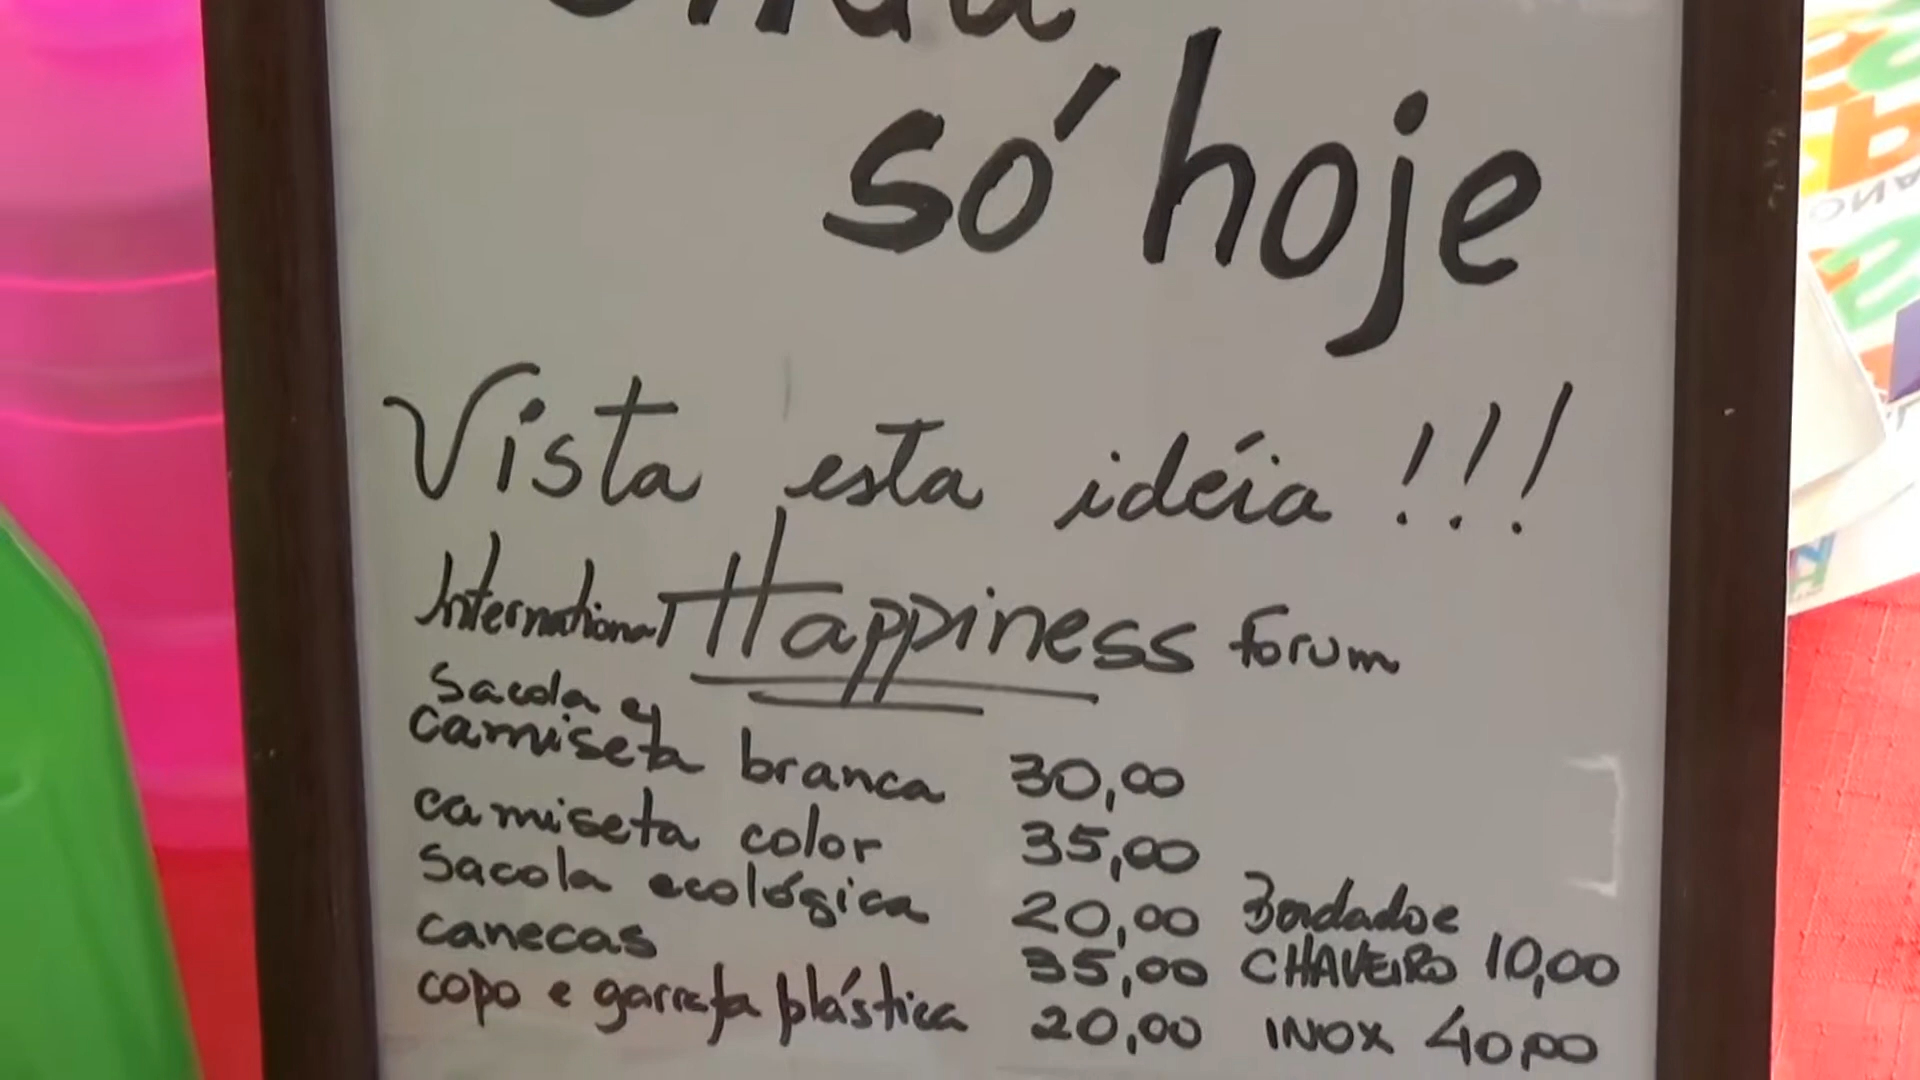 só hoje
Vista esta idéia!!!
International Happiness Forum
Sacola e
camiseta branca 30,00
camiseta color 35,00
Sacola ecológica 20,00 Bordado e
canecas 35,00 CHAVEIRO 10,00
copo e garrafa plástica 20,00 INOX 40,00